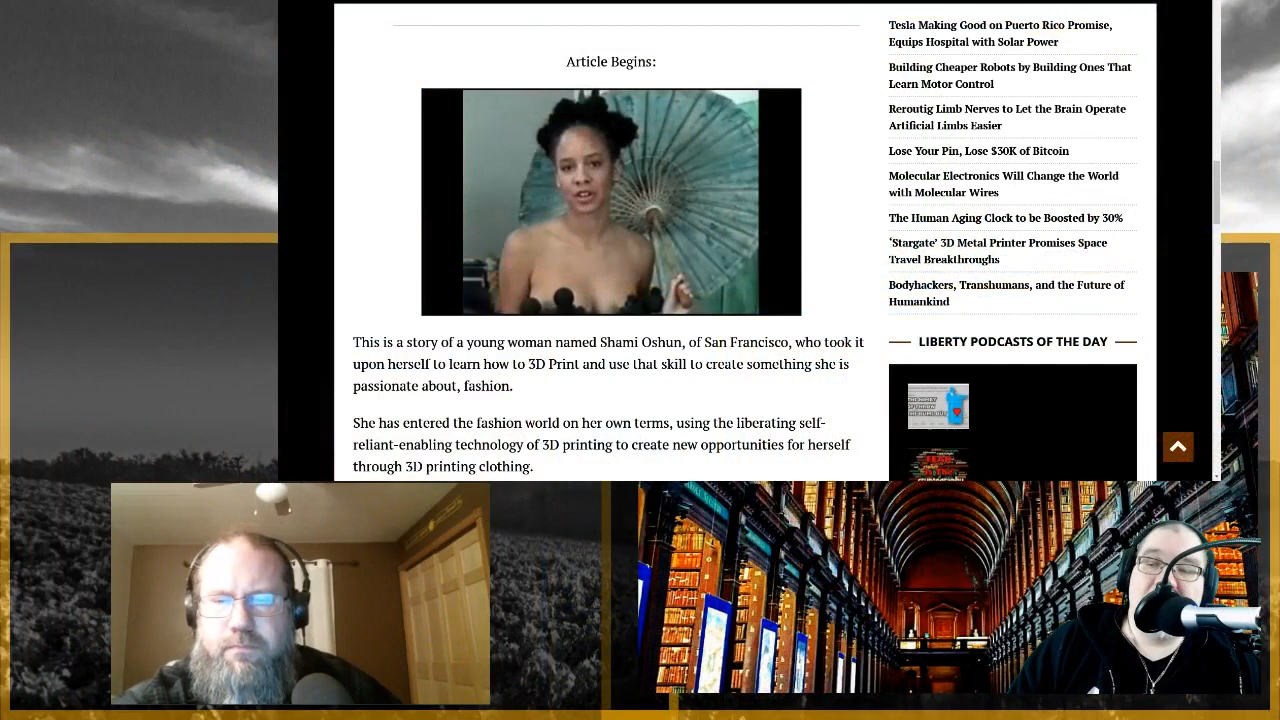 Article Begins:
This is a story of a young woman named Shami Oshun, of San Francisco, who took it
upon herself to learn how to 3D Print and use that skill to create something she is
passionate about, fashion.
She has entered the fashion world on her own terms, using the liberating self-
reliant-enabling technology of 3D printing to create new opportunities for herself
through 3D printing clothing.
Tesla Making Good on Puerto Rico Promise,
Equips Hospital with Solar Power
Building Cheaper Robots by Building Ones That
Learn Motor Control
Reroutig Limb Nerves to Let the Brain Operate
Artificial Limbs Easier
Lose Your Pin, Lose $30K of Bitcoin
Molecular Electronics Will Change the World
with Molecular Wires
The Human Aging Clock to be Boosted by 30%
‘Stargate’ 3D Metal Printer Promises Space
Travel Breakthroughs
Bodyhackers, Transhumans, and the Future of
Humankind
LIBERTY PODCASTS OF THE DAY